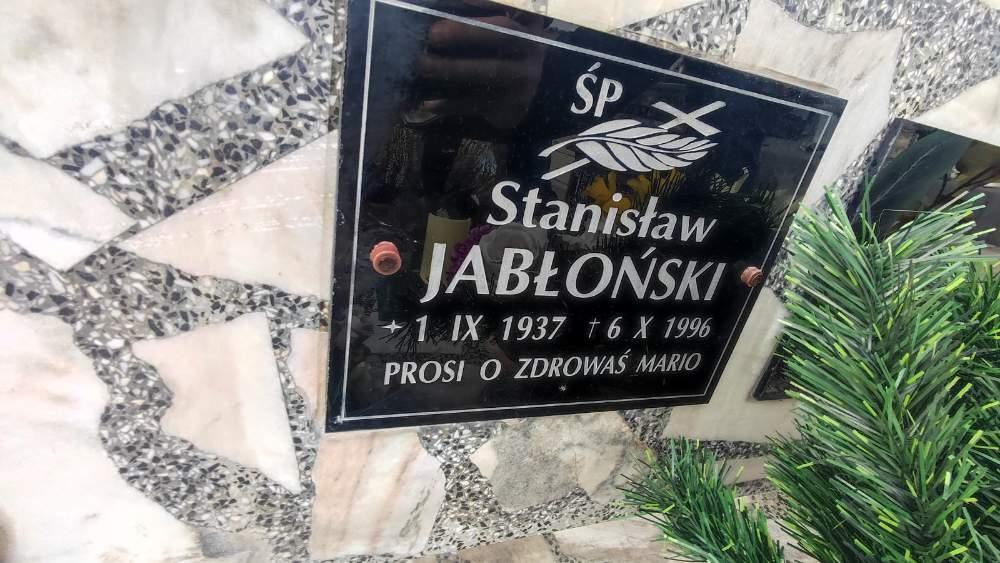 ŚP
Stanisław
JABŁOŃSKI
✦ 1 IX 1937 † 6 X 1996
PROSI O ZDROWAŚ MARIO